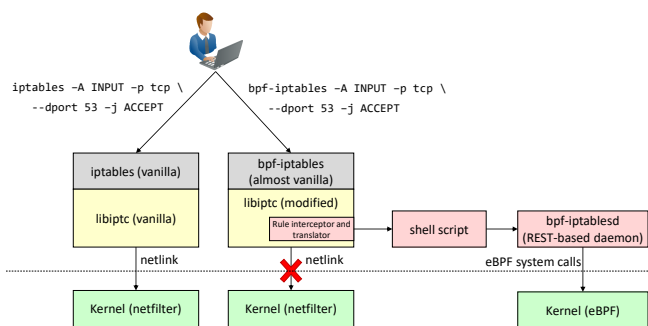 iptables –A INPUT –p tcp \
--dport 53 –j ACCEPT
bpf-iptables –A INPUT –p tcp \
--dport 53 –j ACCEPT
iptables (vanilla)
libiptc (vanilla)
bpf-iptables
(almost vanilla)
libiptc (modified)
Rule interceptor and
translator
shell script
bpf-iptablesd
(REST-based daemon)
netlink
netlink
eBPF system calls
Kernel (netfilter)
Kernel (netfilter)
Kernel (eBPF)